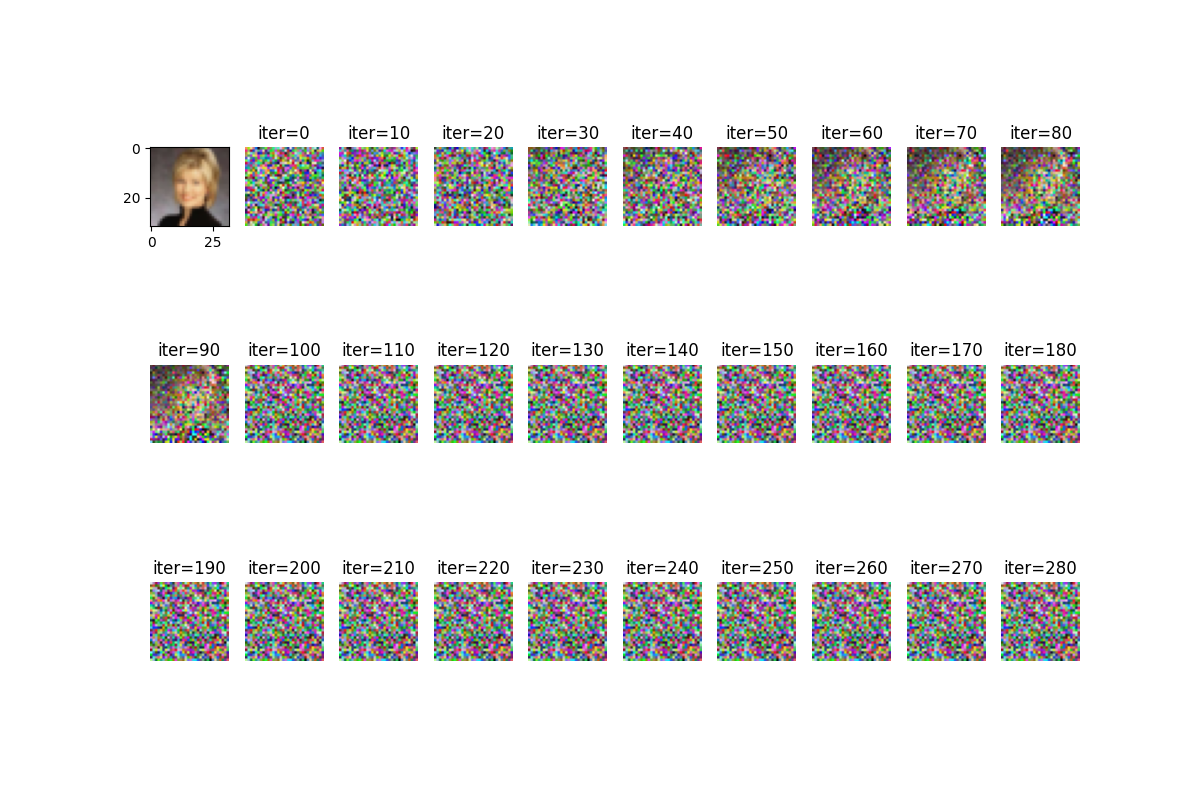 iter=0 iter=10 iter=20 iter=30 iter=40 iter=50 iter=60 iter=70 iter=80
0
20
0 25
iter=90 iter=100 iter=110 iter=120 iter=130 iter=140 iter=150 iter=160 iter=170 iter=180
iter=190 iter=200 iter=210 iter=220 iter=230 iter=240 iter=250 iter=260 iter=270 iter=280